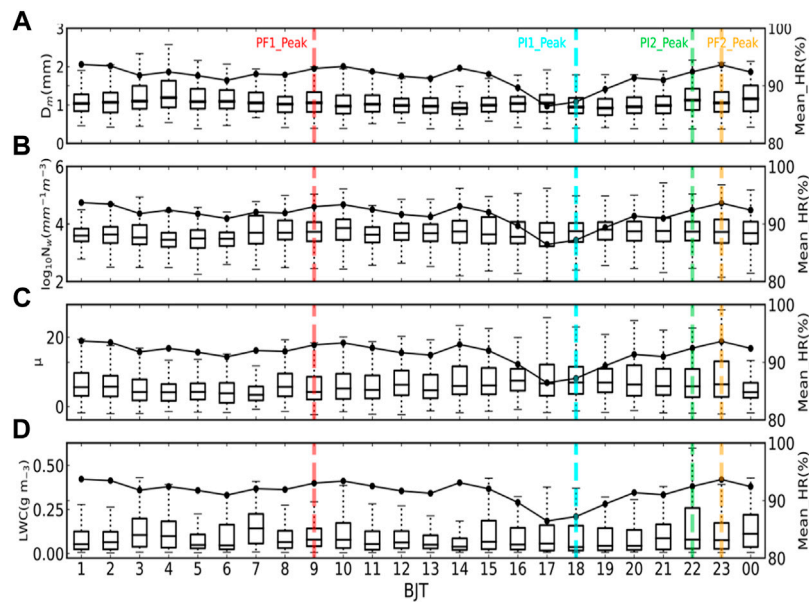 A
3
2
1
0
D_m(mm)
PF1_Peak
PI1_Peak
PI2_Peak
PF2_Peak
100
90
80
Mean_HR(%)
B
6
4
2
log₁₀N_w(mm⁻¹m⁻³)
100
90
80
Mean HR(%)
C
20
0
μ
100
90
80
Mean HR(%)
D
0.50
0.25
0.00
LWC(g m₋₃)
100
90
80
Mean HR(%)
1 2 3 4 5 6 7 8 9 10 11 12 13 14 15 16 17 18 19 20 21 22 23 00
BJT